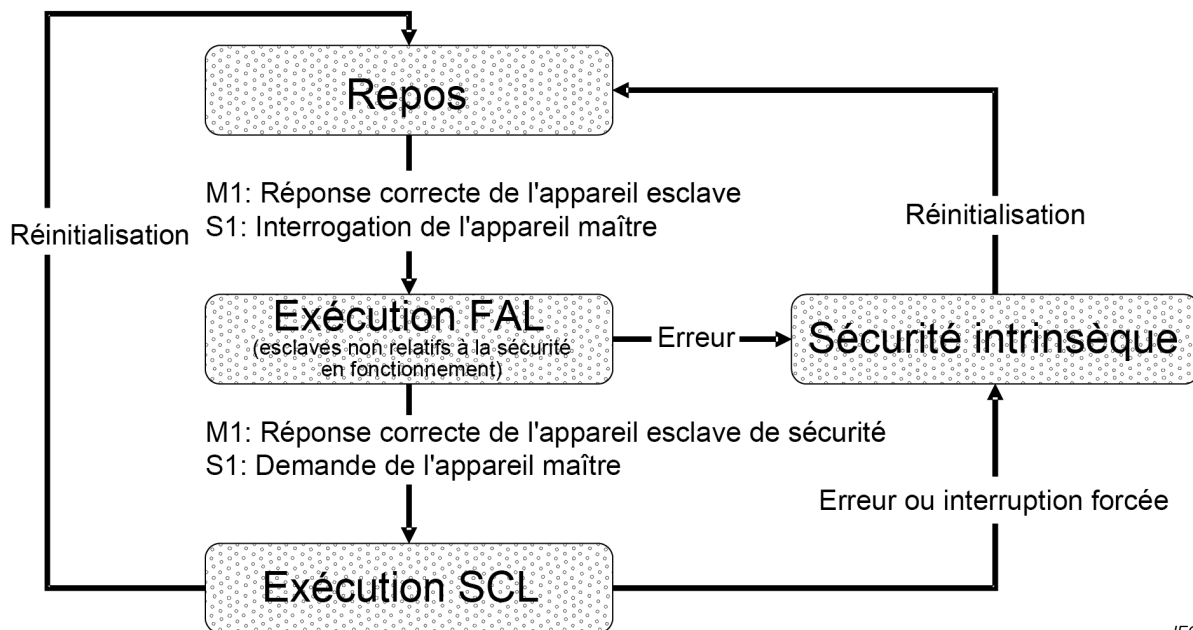 Repos
M1: Réponse correcte de l'appareil esclave
S1: Interrogation de l'appareil maître
Réinitialisation
Réinitialisation
Exécution FAL
(esclaves non relatifs à la sécurité
en fonctionnement)
Erreur
Sécurité intrinsèque
M1: Réponse correcte de l'appareil esclave de sécurité
S1: Demande de l'appareil maître
Erreur ou interruption forcée
Exécution SCL